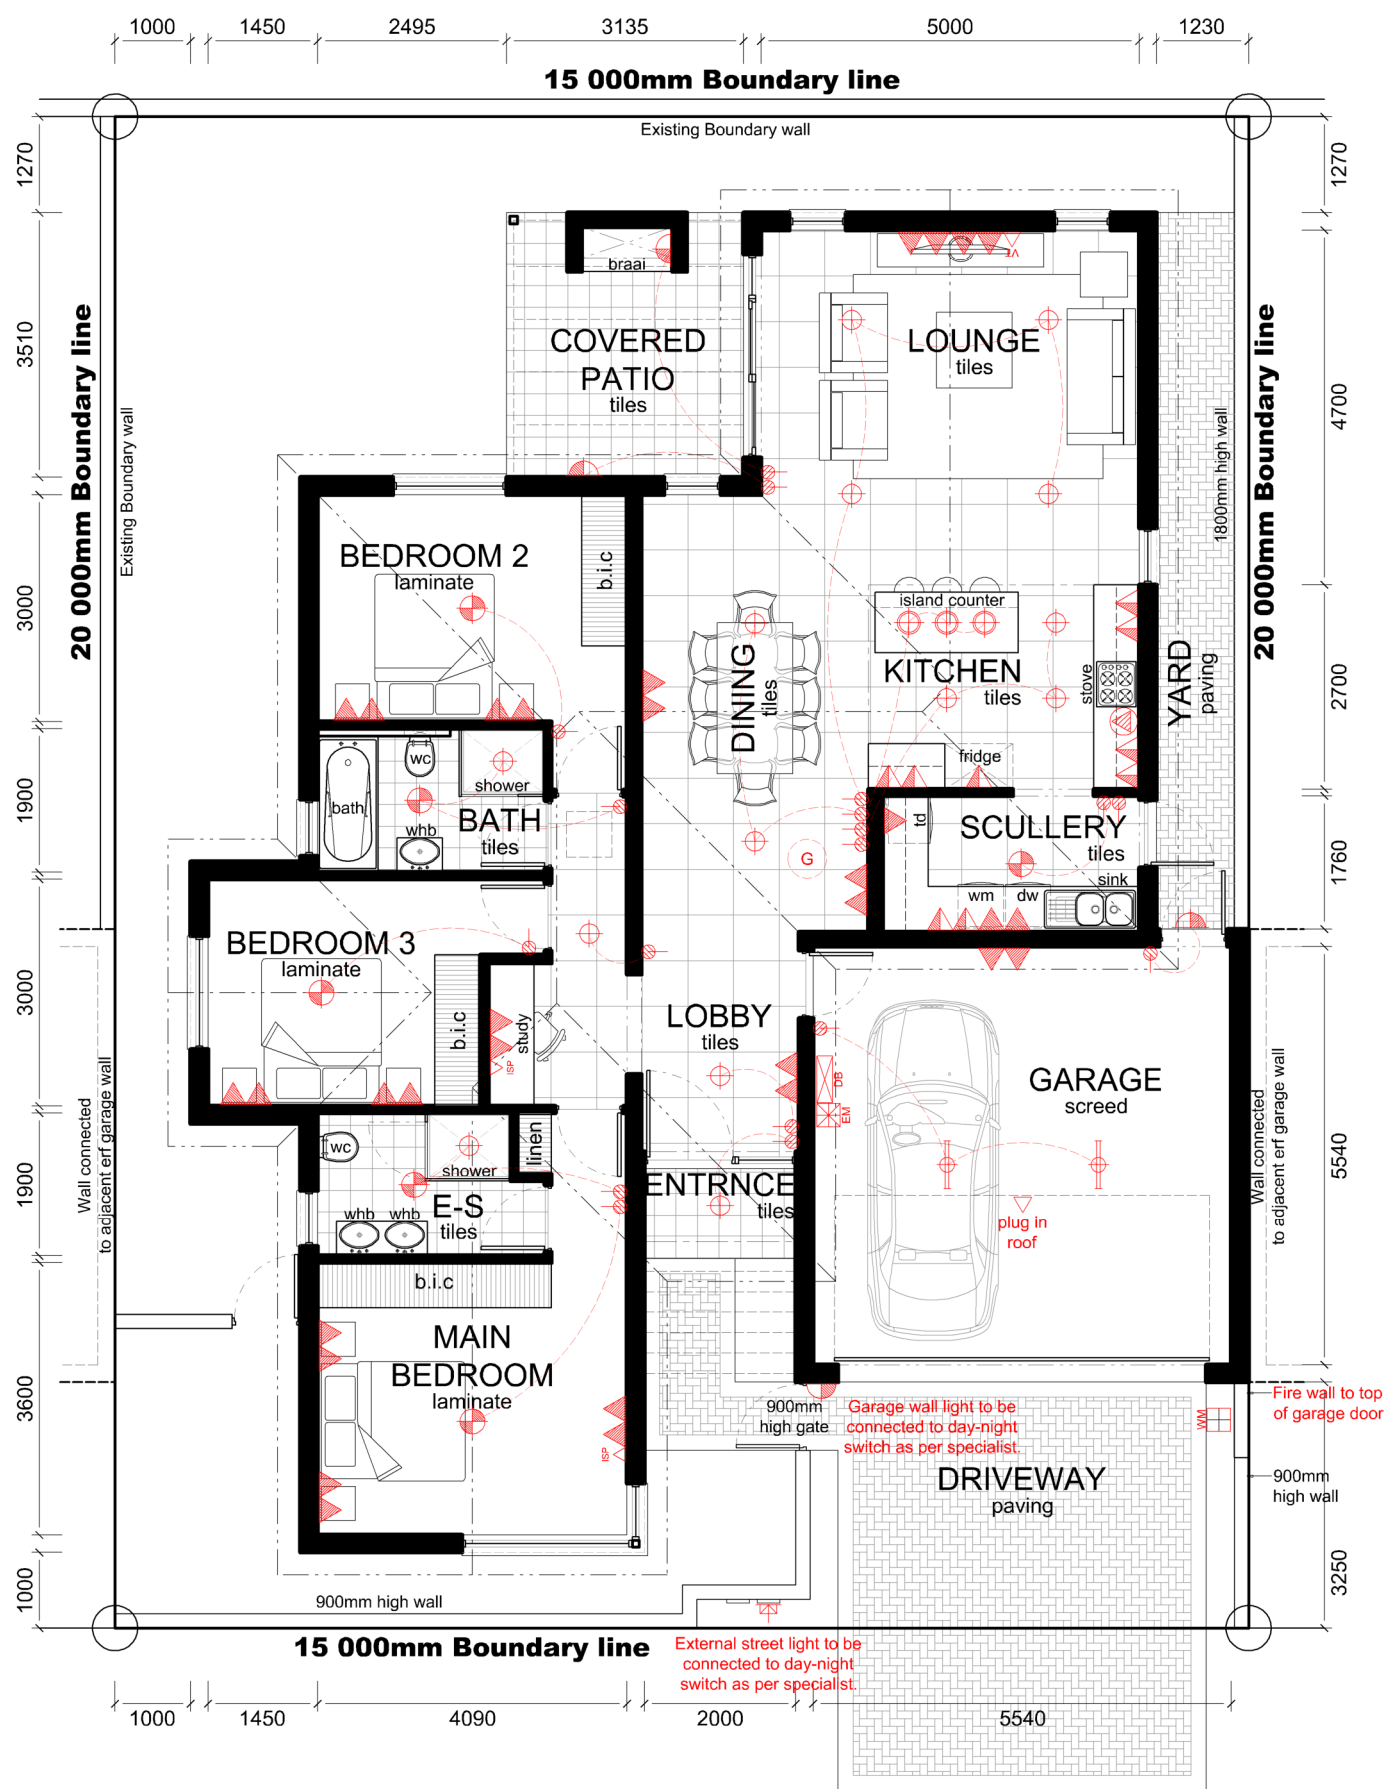 1000 1450 2495 3135 5000 1230
15 000mm Boundary line
Existing Boundary wall
1270
3510
3000
1900
3000
1900
3600
1000
20 000mm Boundary line
Existing Boundary wall
Wall connected
to adjacent erf garage wall
braai
COVERED
PATIO
tiles
VT
LOUNGE
tiles
BEDROOM 2
laminate
b.i.c
DINING
tiles
island counter
KITCHEN
tiles
stove
fridge
YARD
paving
wc
shower
bath
whb
BATH
tiles
G
td
SCULLERY
tiles
wm
dw
sink
BEDROOM 3
laminate
b.i.c
study
ISP
LOBBY
tiles
DB
EM
GARAGE
screed
plug in
roof
wc
shower
linen
whb
whb
E-S
tiles
ENTRNCE
tiles
b.i.c
MAIN
BEDROOM
laminate
ISP
900mm
high gate
Garage wall light to be
connected to day-night
switch as per specialist.
WM
DRIVEWAY
paving
900mm high wall
15 000mm Boundary line
External street light to be
connected to day-night
switch as per specialist.
1270
4700
2700
1760
5540
3250
20 000mm Boundary line
1800mm high wall
Wall connected
to adjacent erf garage wall
Fire wall to top
of garage door
900mm
high wall
1000 1450 4090 2000 5540